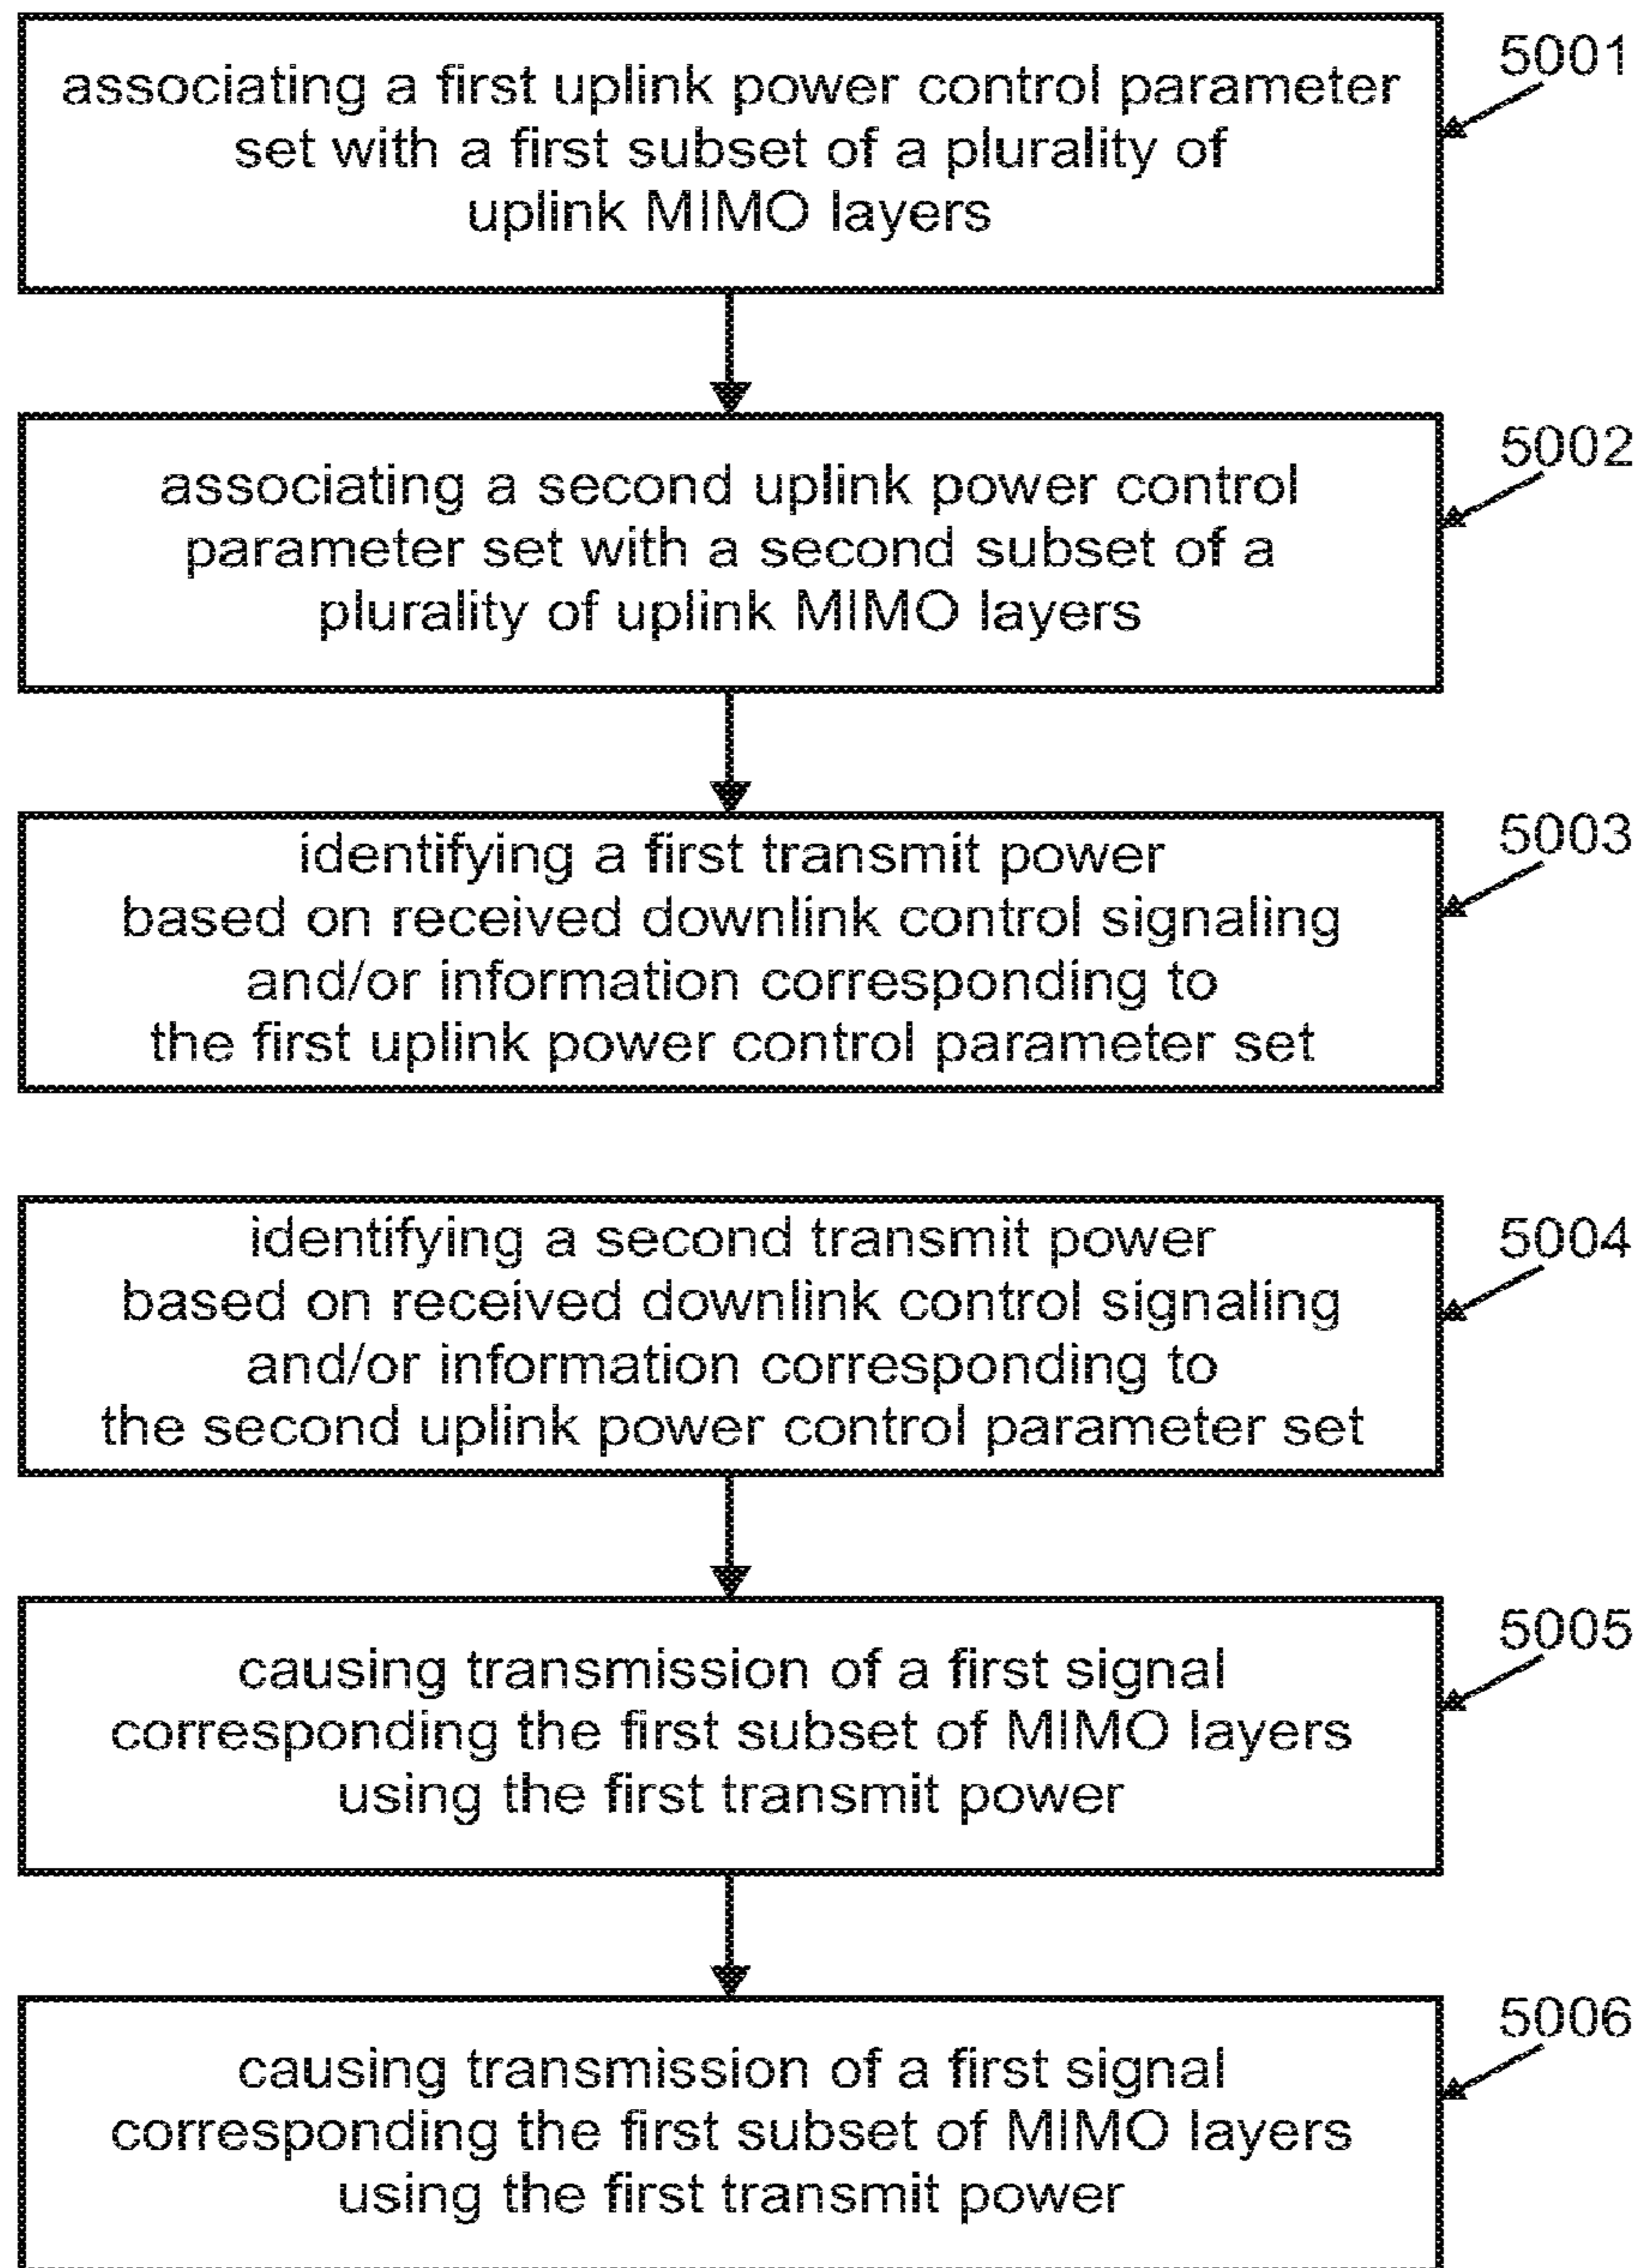 associating a first uplink power control parameter
set with a first subset of a plurality of
uplink MIMO layers
5001
associating a second uplink power control
parameter set with a second subset of a
plurality of uplink MIMO layers
5002
identifying a first transmit power
based on received downlink control signaling
and/or information corresponding to
the first uplink power control parameter set
5003
identifying a second transmit power
based on received downlink control signaling
and/or information corresponding to
the second uplink power control parameter set
5004
causing transmission of a first signal
corresponding the first subset of MIMO layers
using the first transmit power
5005
causing transmission of a first signal
corresponding the first subset of MIMO layers
using the first transmit power
5006